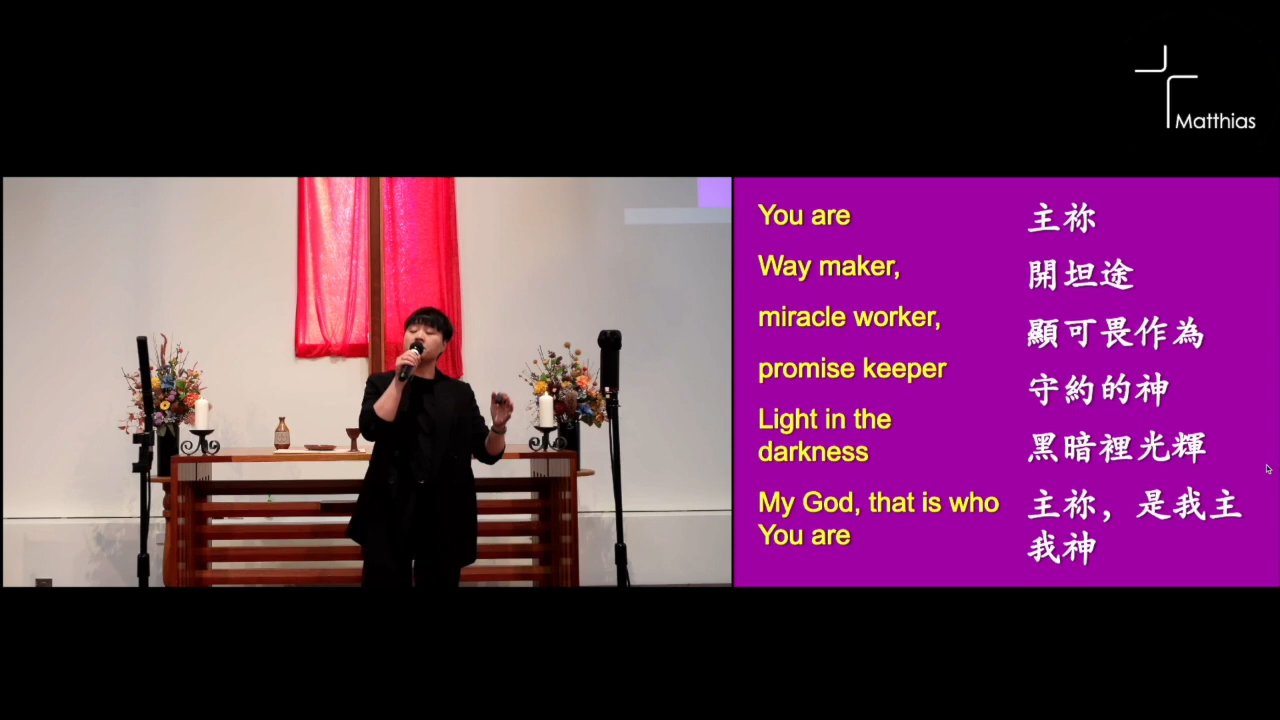 Matthias
You are
Way maker,
miracle worker,
promise keeper
Light in the
darkness
My God, that is who
You are
主祢
開坦途
顯可畏作為
守約的神
黑暗裡光輝
主祢，是我主
我神